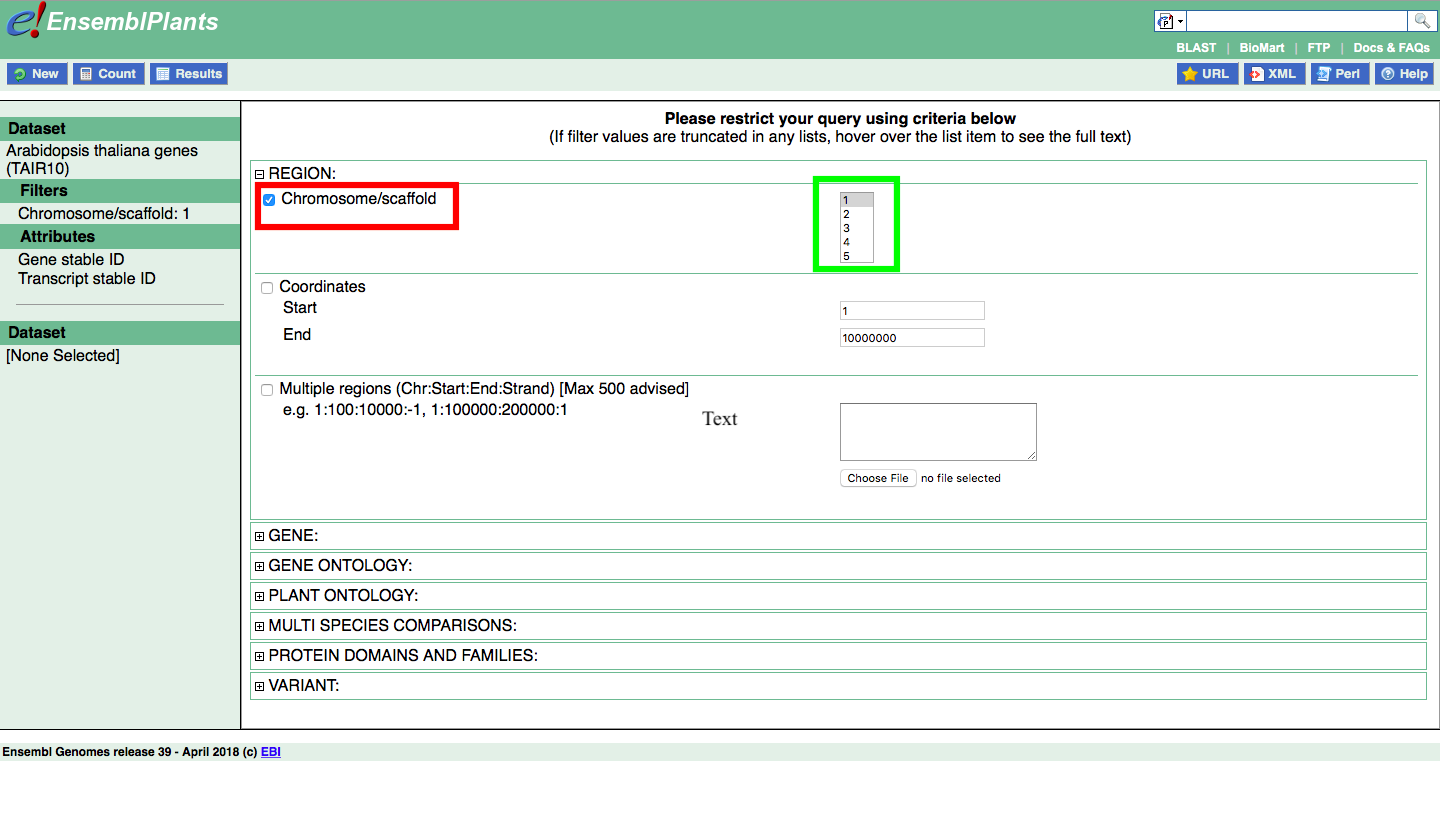 e! EnsemblPlants
BLAST | BioMart | FTP | Docs & FAQs
New Count Results
URL XML Perl Help
Dataset
Arabidopsis thaliana genes
(TAIR10)
Filters
Chromosome/scaffold: 1
Attributes
Gene stable ID
Transcript stable ID
Dataset
[None Selected]
Please restrict your query using criteria below
(If filter values are truncated in any lists, hover over the list item to see the full text)
REGION:
Chromosome/scaffold
1
2
3
4
5
Coordinates
Start
1
End
10000000
Multiple regions (Chr:Start:End:Strand) [Max 500 advised]
e.g. 1:100:10000:-1, 1:100000:200000:1
Text
Choose File no file selected
GENE:
GENE ONTOLOGY:
PLANT ONTOLOGY:
MULTI SPECIES COMPARISONS:
PROTEIN DOMAINS AND FAMILIES:
VARIANT:
Ensembl Genomes release 39 - April 2018 (c) EBI